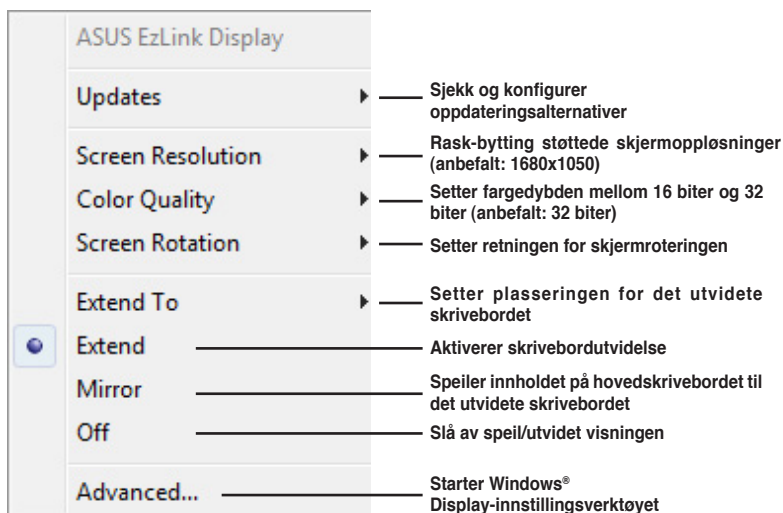 ASUS EzLink Display
Updates
Sjekk og konfigurer
oppdateringsalternativer
Screen Resolution
Rask-bytting støttede skjermoppløsninger
(anbefalt: 1680x1050)
Color Quality
Setter fargedybden mellom 16 biter og 32
biter (anbefalt: 32 biter)
Screen Rotation
Setter retningen for skjermroteringen
Extend To
Setter plasseringen for det utvidete
skrivebordet
Extend
Aktiverer skrivebordutvidelse
Mirror
Speiler innholdet på hovedskrivebordet til
det utvidete skrivebordet
Off
Slå av speil/utvidet visningen
Advanced...
Starter Windows®
Display-innstillingsverktøyet